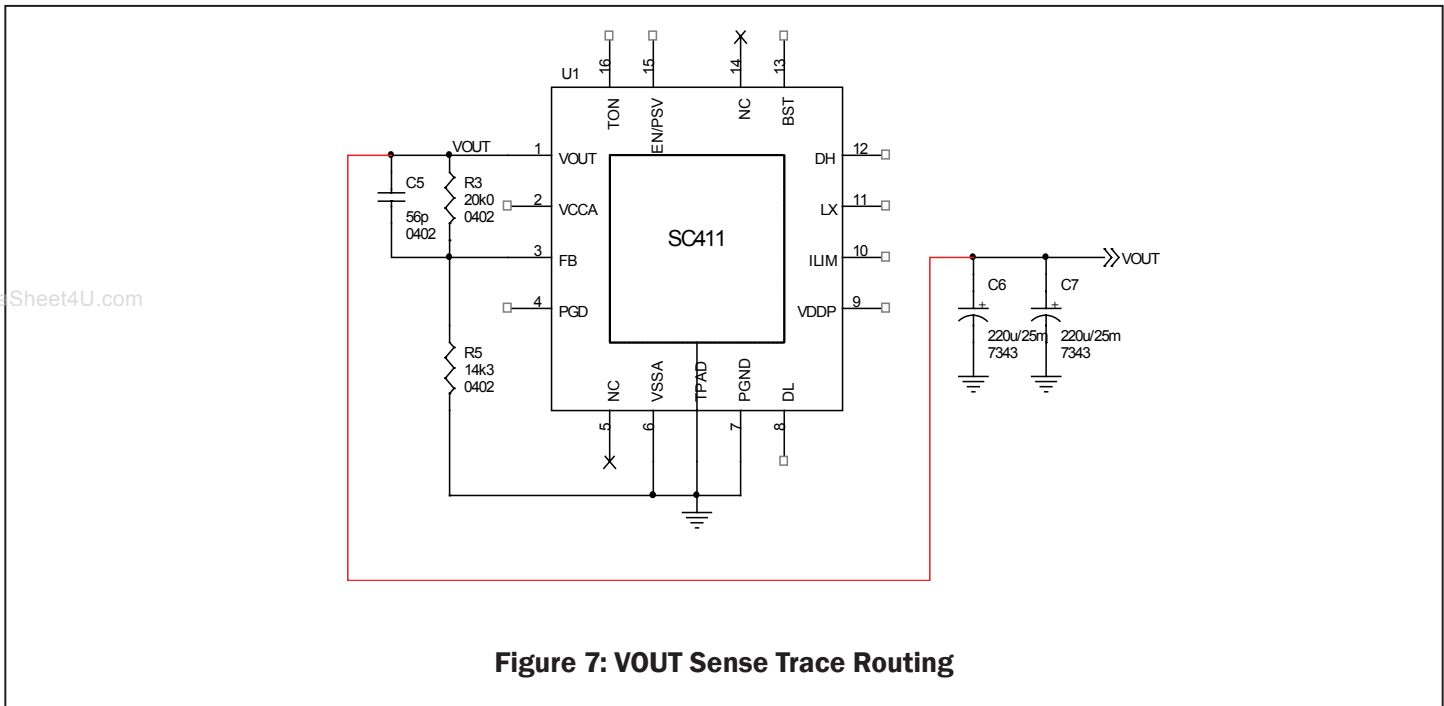 U1
16
15
14
13
TON
EN/PSV
NC
BST
VOUT
1
VOUT
DH
12
C5
R3
20k0
0402
56p
0402
2
VCCA
LX
11
SC411
3
FB
ILIM
10
VOUT
aSheet4U.com
4
PGD
VDDP
9
C6
+
220u/25m
7343
C7
+
220u/25m
7343
R5
14k3
0402
NC
VSSA
TPAD
PGND
DL
5
6
7
8
Figure 7: VOUT Sense Trace Routing